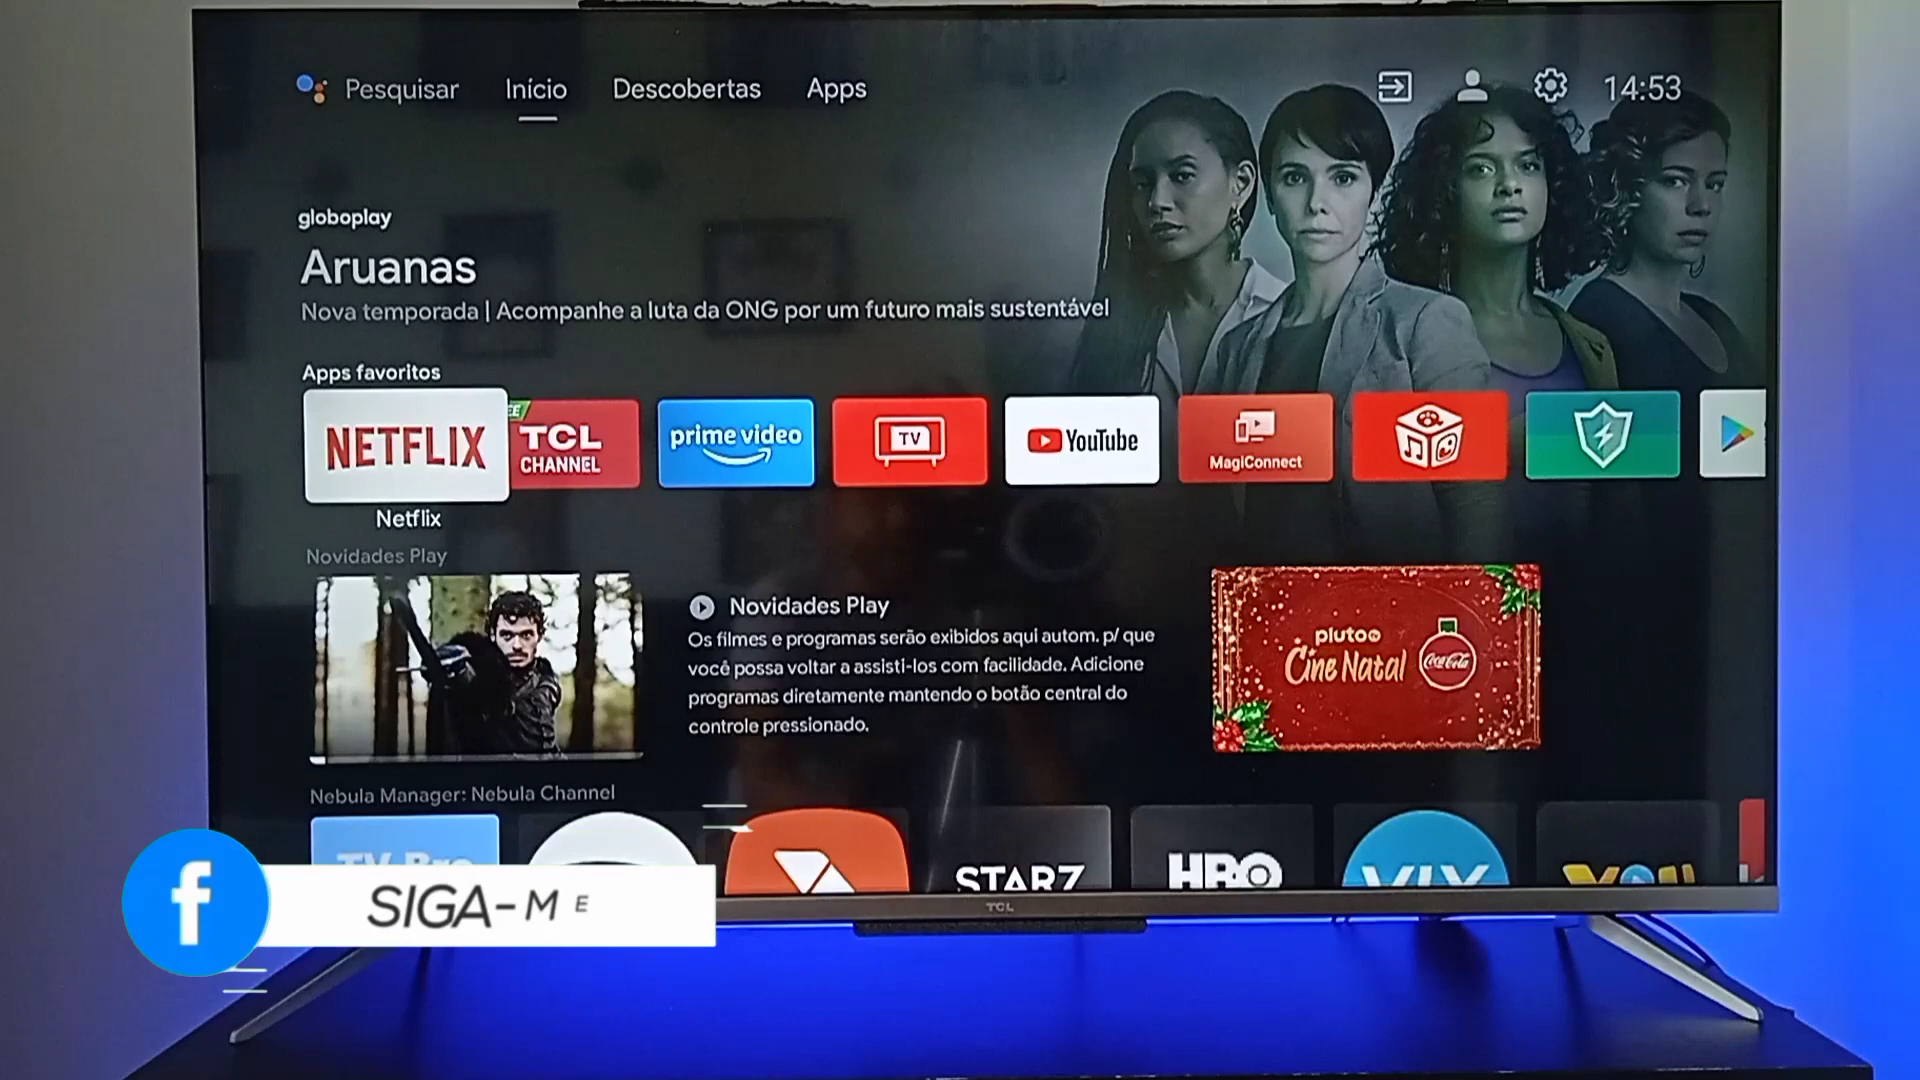 Pesquisar Início Descobertas Apps 14:53
globoplay
Aruanas
Nova temporada | Acompanhe a luta da ONG por um futuro mais sustentável
Apps favoritos
NETFLIX
TCL
CHANNEL
prime video
TV
YouTube
MagiConnect
Netflix
Novidades Play
Novidades Play
Os filmes e programas serão exibidos aqui autom. p/ que
você possa voltar a assisti-los com facilidade. Adicione
programas diretamente mantendo o botão central do
controle pressionado.
pluto tv
Cine Natal
Coca-Cola
Nebula Manager: Nebula Channel
STARZ
HBO
VIX
TCL
f
SIGA-ME